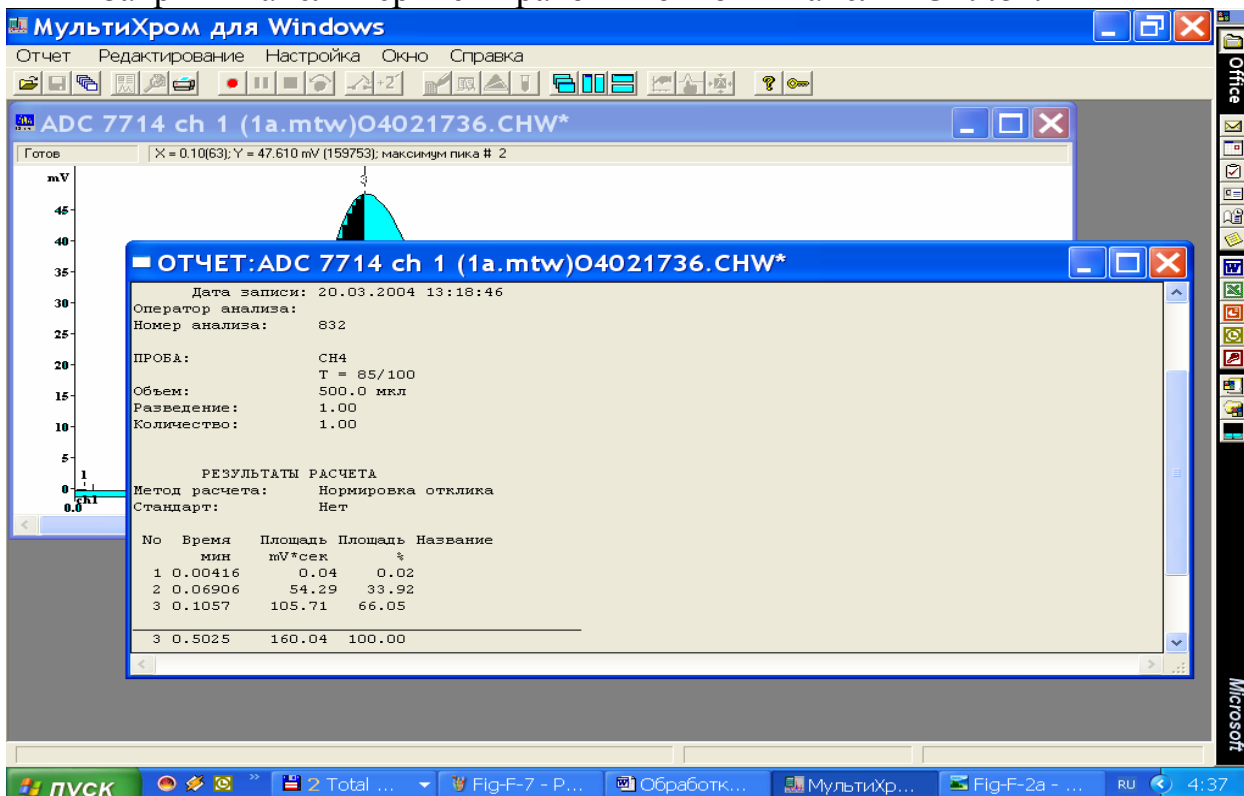 МультиХром для Windows
Отчет Редактирование Настройка Окно Справка
Office
ADC 7714 ch 1 (1a.mtw)O4021736.CHW*
Готов X = 0.10(63); Y = 47.610 mV (159753); максимум пика # 2
mV
45
40
35
30
25
20
15
10
5
0
0.0
1
ch1
3
ОТЧЕТ:ADC 7714 ch 1 (1a.mtw)O4021736.CHW*
Дата записи: 20.03.2004 13:18:46
Оператор анализа:
Номер анализа: 832
ПРОБА: CH4
T = 85/100
Объем: 500.0 мкл
Разведение: 1.00
Количество: 1.00
РЕЗУЛЬТАТЫ РАСЧЕТА
Метод расчета: Нормировка отклика
Стандарт: Нет
No Время Площадь Площадь Название
мин mV*сек %
1 0.00416 0.04 0.02
2 0.06906 54.29 33.92
3 0.1057 105.71 66.05
3 0.5025 160.04 100.00
Microsoft
пуск 2 Total ... Fig-F-7 - P... Обработк... МультиХр... Fig-F-2a - ... RU 4:37